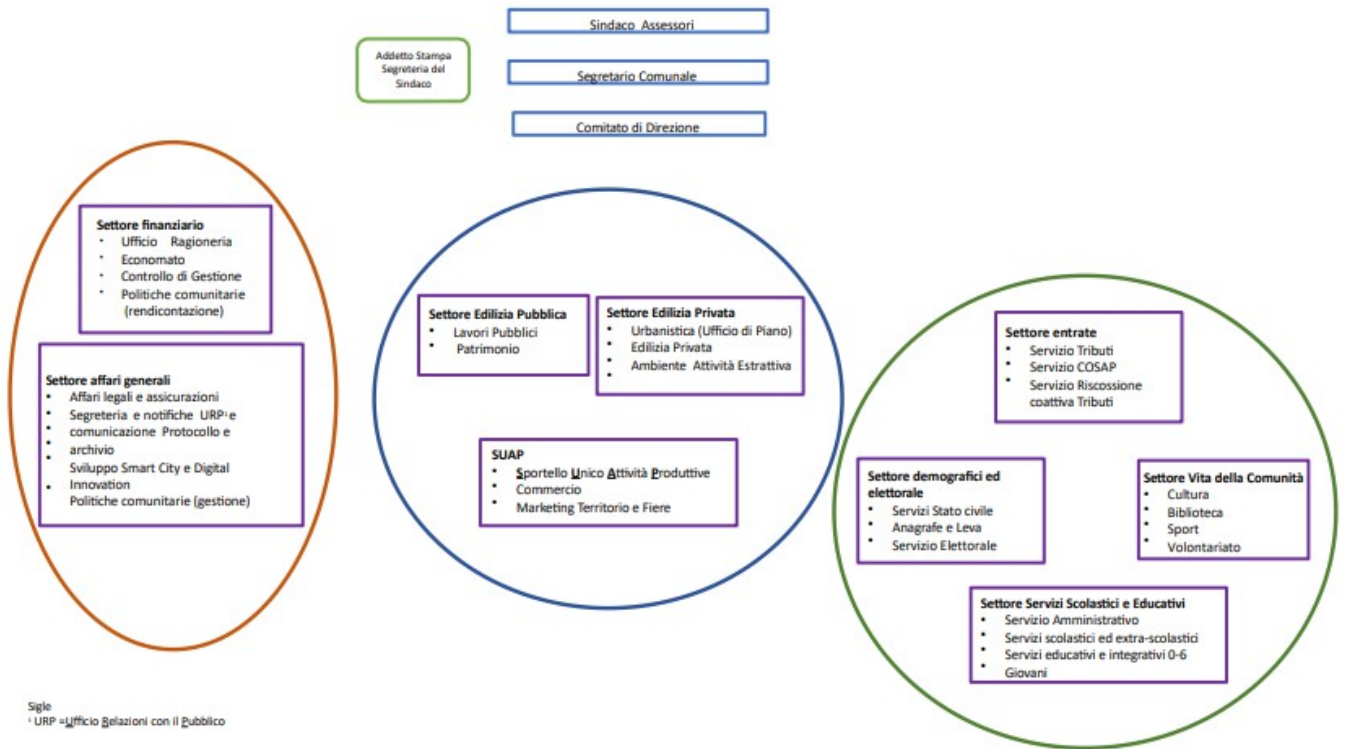 Sindaco Assessori
Addetto Stampa
Segreteria del
Sindaco
Segretario Comunale
Comitato di Direzione
Settore finanziario
• Ufficio Ragioneria
• Economato
• Controllo di Gestione
• Politiche comunitarie
(rendicontazione)
Settore affari generali
• Affari legali e assicurazioni
• Segreteria e notifiche URP¹ e
• comunicazione Protocollo e
• archivio
• Sviluppo Smart City e Digital
• Innovation
Politiche comunitarie (gestione)
Settore Edilizia Pubblica
• Lavori Pubblici
• Patrimonio
Settore Edilizia Privata
• Urbanistica (Ufficio di Piano)
• Edilizia Privata
• Ambiente Attività Estrattiva
•
SUAP
• Sportello Unico Attività Produttive
• Commercio
• Marketing Territorio e Fiere
Settore entrate
• Servizio Tributi
• Servizio COSAP
• Servizio Riscossione
coattiva Tributi
Settore demografici ed
elettorale
• Servizi Stato civile
• Anagrafe e Leva
• Servizio Elettorale
Settore Vita della Comunità
• Cultura
• Biblioteca
• Sport
• Volontariato
Settore Servizi Scolastici e Educativi
• Servizio Amministrativo
• Servizi scolastici ed extra-scolastici
• Servizi educativi e integrativi 0-6
• Giovani
Sigle
¹ URP =Ufficio Relazioni con il Pubblico